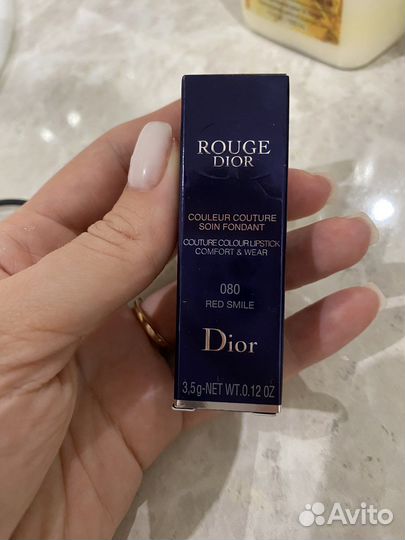 ROUGE
DIOR
COULEUR COUTURE
SOIN FONDANT
COUTURE COLOUR LIPSTICK
COMFORT & WEAR
080
RED SMILE
Dior
3,5g-NET WT.0.12 OZ
Avito